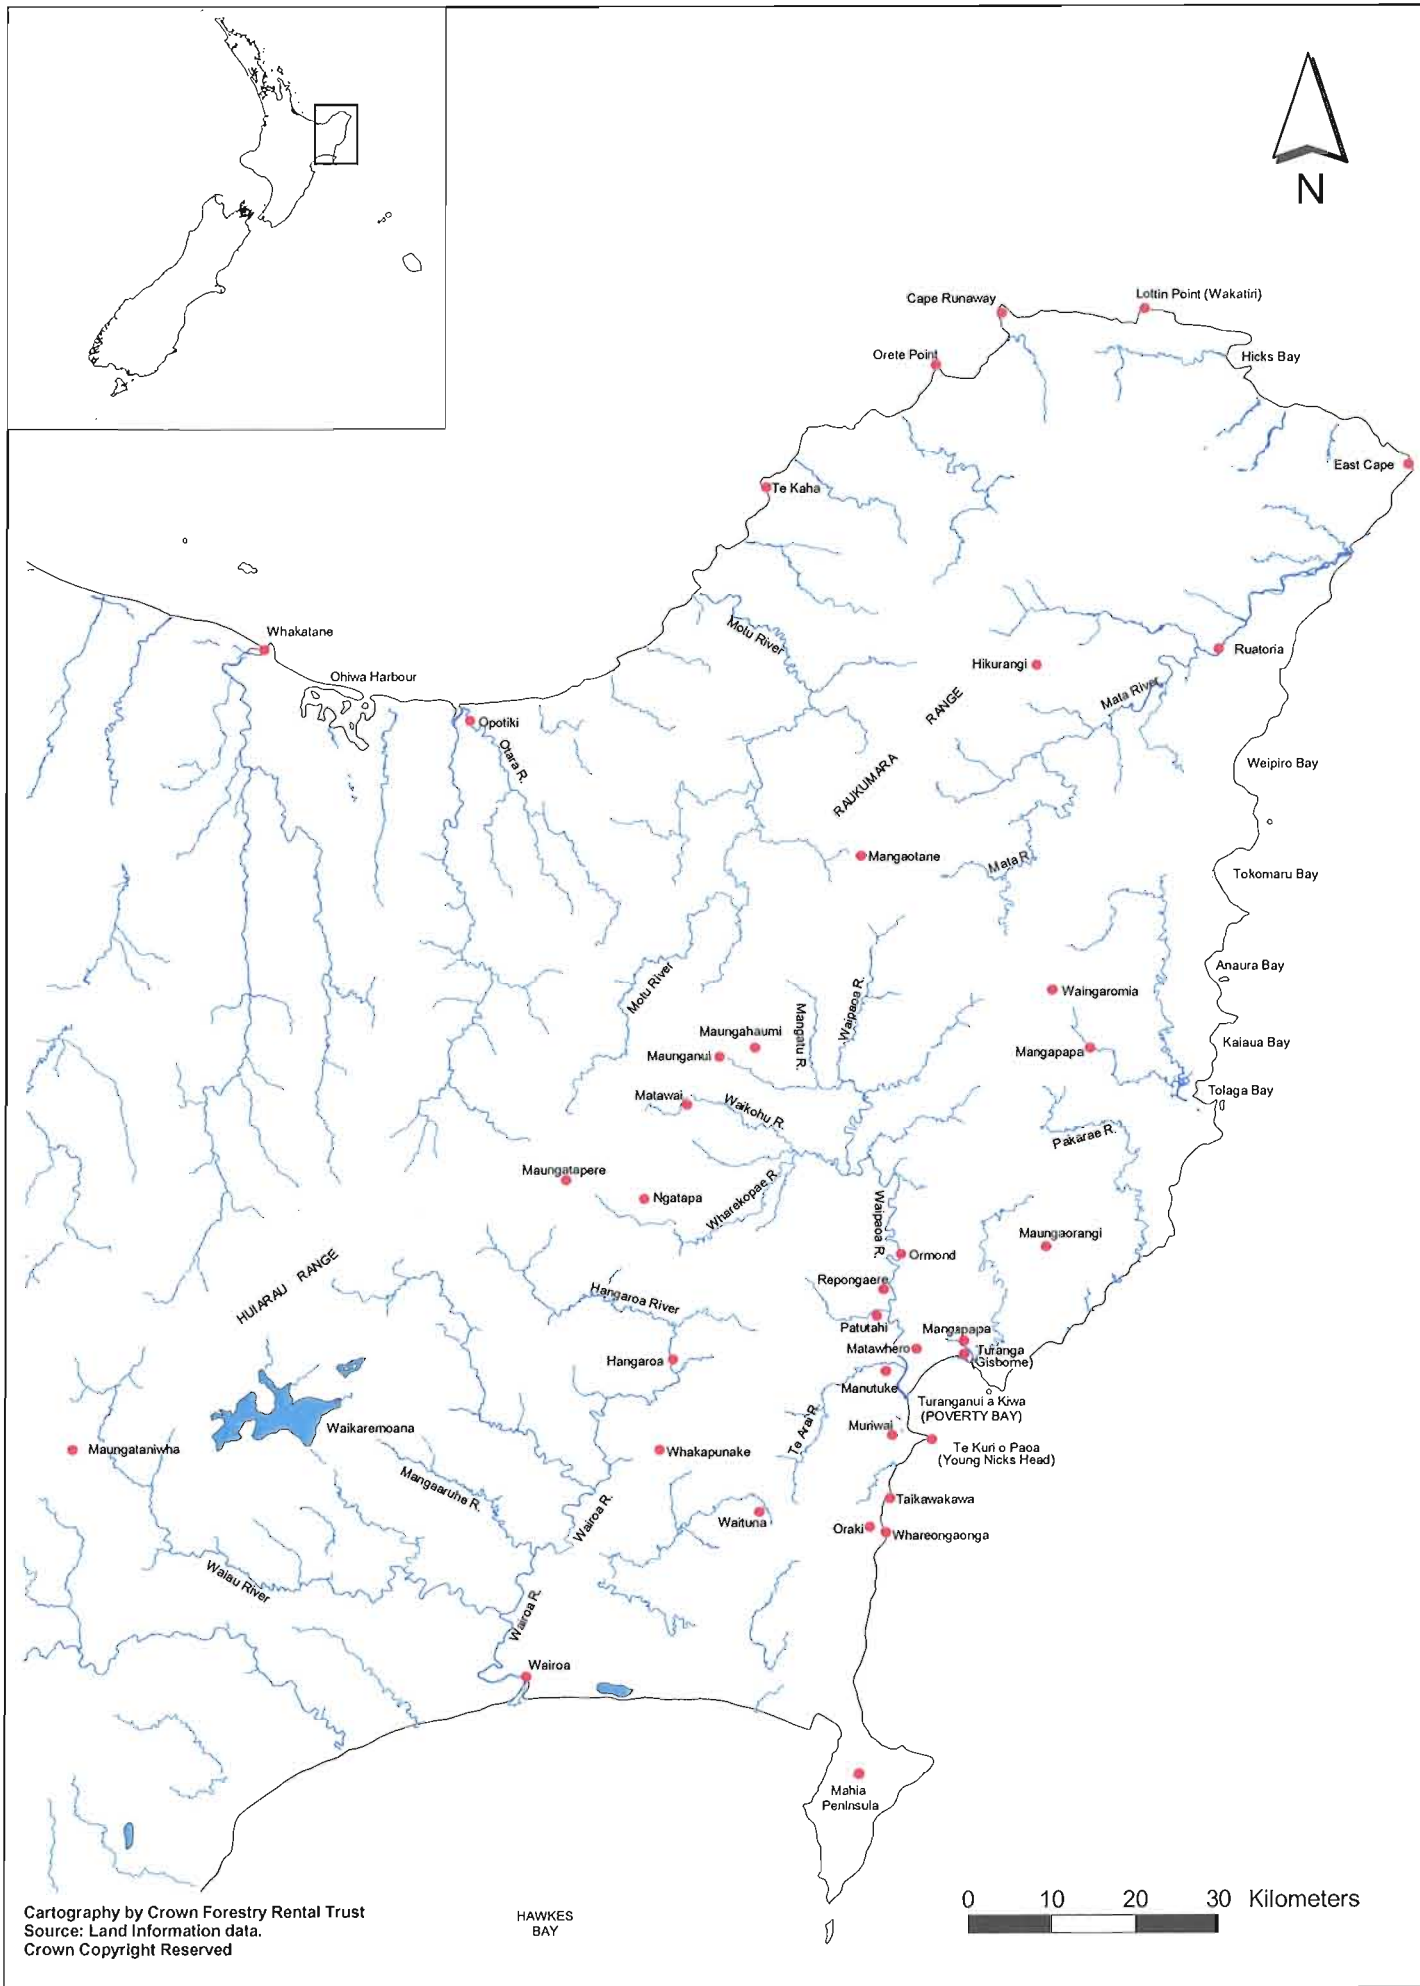 N
Cape Runaway
Lottin Point (Wakatiri)
Orete Point
Hicks Bay
East Cape
Te Kaha
Whakatane
Motu River
Ruatoria
Hikurangi
Ohiwa Harbour
Mata River
RAUKUMARA RANGE
Opotiki
Otara R.
Weipiro Bay
Mangaotane
Mata R.
Tokomaru Bay
Anaura Bay
Motu River
Waingaromia
Mangatu R.
Waipaoa R.
Maungahaumi
Kaiaua Bay
Maunganui
Mangapapa
Matawai
Tolaga Bay
Waikohu R.
Pakarae R.
Maungatapere
Ngatapa
Wharekopae R.
Waipaoa R.
Maungaorangi
Ormond
HUIARAU RANGE
Repongaere
Hangaroa River
Patutahi
Mangapapa
Matawhero
Turanga
(Gisborne)
Hangaroa
Manutuke
Turanganui a Kiwa
(POVERTY BAY)
Waikaremoana
Te Arai R.
Muriwai
Maungataniwha
Whakapunake
Te Kuri o Paoa
(Young Nicks Head)
Mangaaruhe R.
Taikawakawa
Wairoa R.
Waituna
Oraki
Whareongaonga
Waiau River
Wairoa R.
Wairoa
Mahia
Peninsula
0 10 20 30 Kilometers
Cartography by Crown Forestry Rental Trust
Source: Land Information data.
Crown Copyright Reserved
HAWKES
BAY